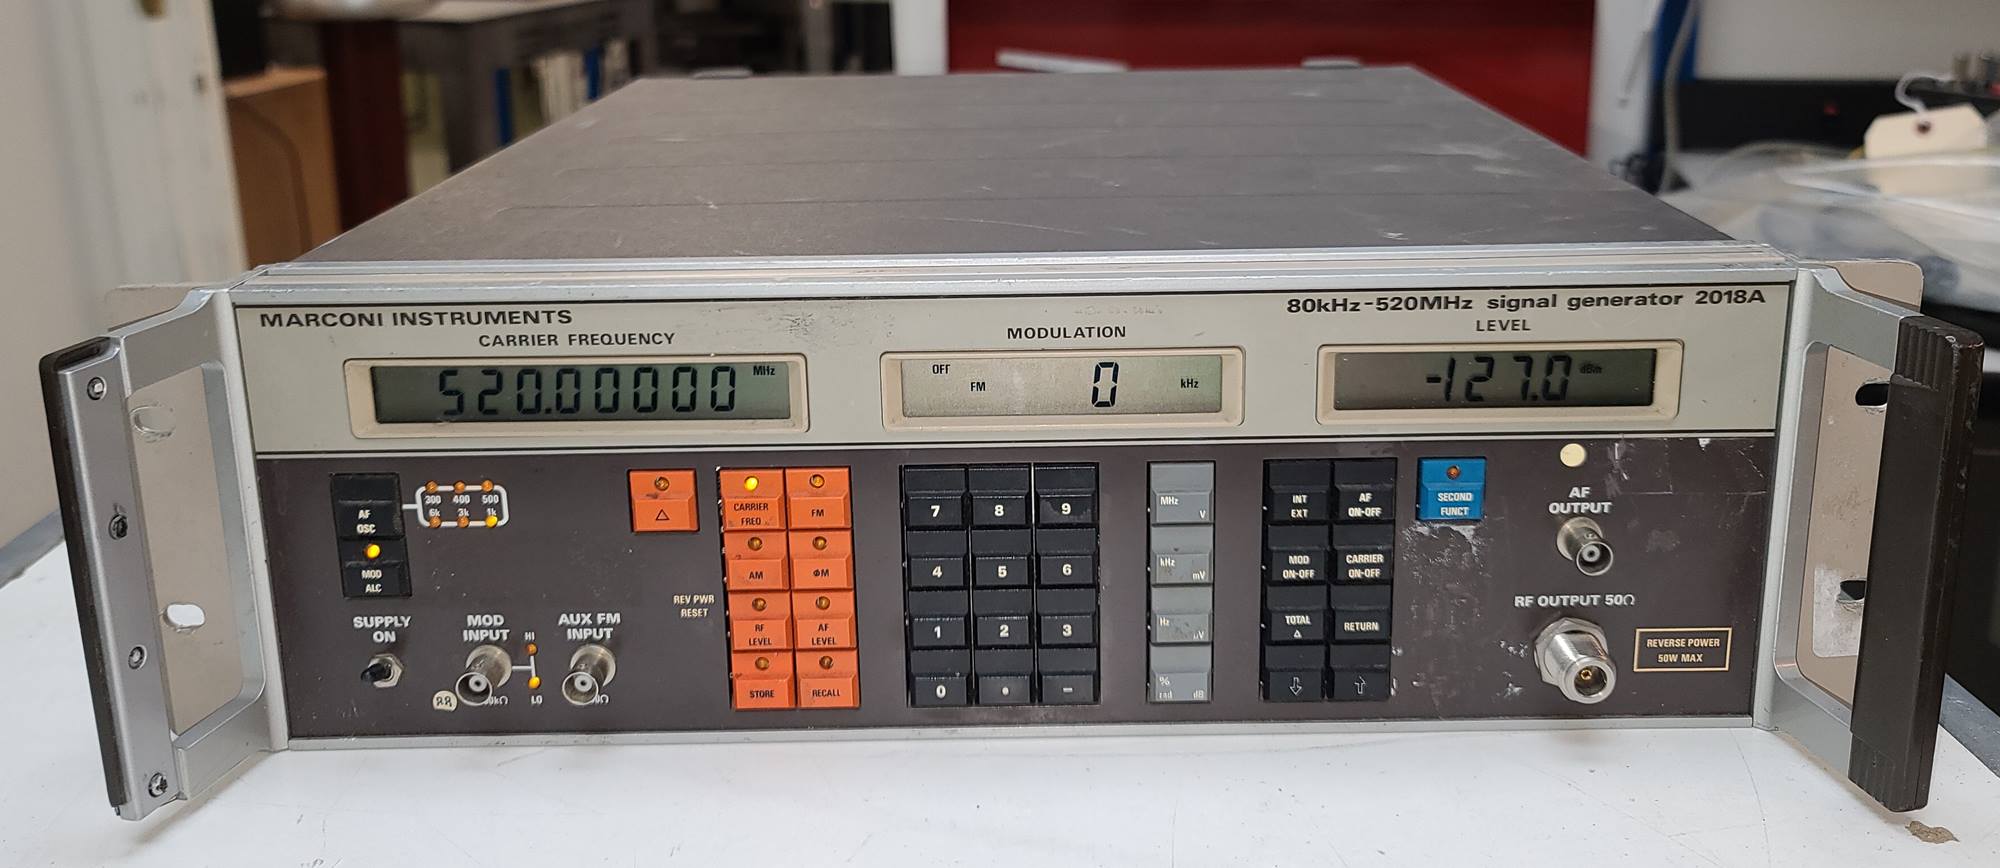 MARCONI INSTRUMENTS
80kHz-520MHz signal generator 2018A
CARRIER FREQUENCY
MODULATION
LEVEL
520.00000 MHz
OFF
FM 0 kHz
-127.0 dBm
AF
OSC
300 400 500
6k 3k 1k
MOD
ALC
SUPPLY
ON
MOD
INPUT
HI
LO
AUX FM
INPUT
REV PWR
RESET
△
CARRIER
FREQ
FM
AM
ΦM
RF
LEVEL
AF
LEVEL
STORE
RECALL
7 8 9
4 5 6
1 2 3
0 • –
MHz
V
kHz
mV
Hz
µV
%
rad dB
INT
EXT
AF
ON-OFF
MOD
ON-OFF
CARRIER
ON-OFF
TOTAL
△
RETURN
⇩ ⇧
SECOND
FUNCT
AF
OUTPUT
RF OUTPUT 50Ω
REVERSE POWER
50W MAX